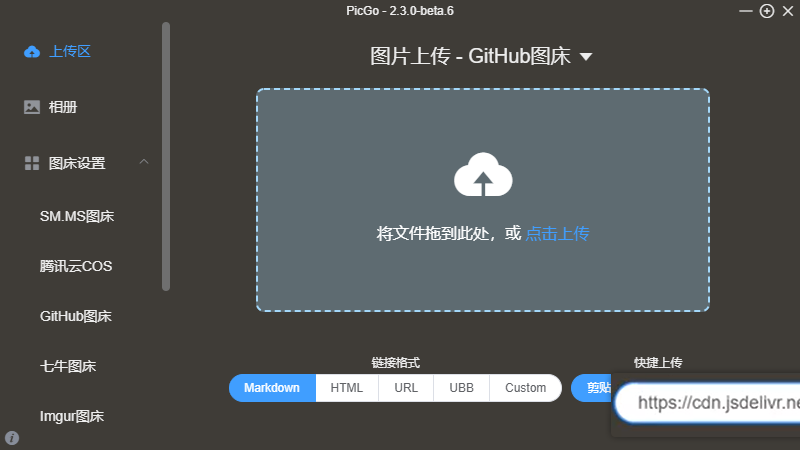 PicGo - 2.3.0-beta.6
上传区
相册
图床设置
SM.MS图床
腾讯云COS
GitHub图床
七牛图床
Imgur图床
图片上传 - GitHub图床
将文件拖到此处，或 点击上传
链接格式
Markdown HTML URL UBB Custom
快捷上传
剪贴
https://cdn.jsdelivr.ne